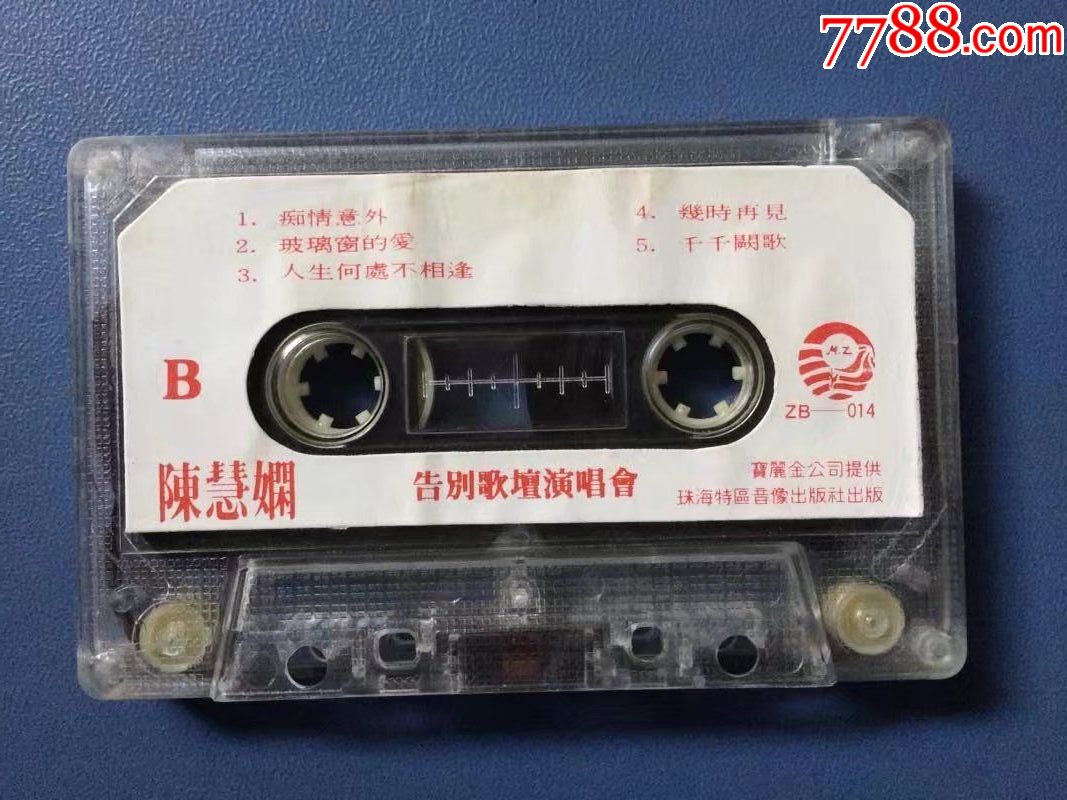 7788.com
1. 痴情意外
2. 玻璃窗的愛
3. 人生何處不相逢
4. 幾時再見
5. 千千闕歌
B
M.Z
ZB—014
陳慧嫻
告別歌壇演唱會
寶麗金公司提供
珠海特區音像出版社出版